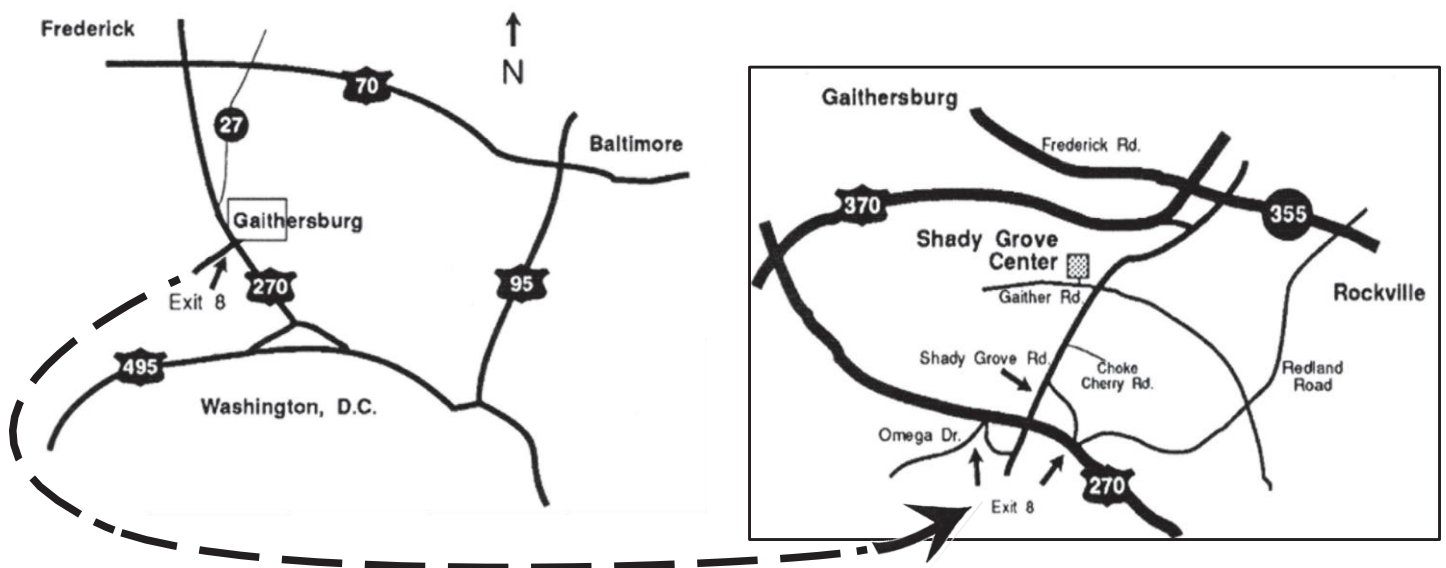 Frederick
N
70
27
Baltimore
Gaithersburg
Exit 8
270
95
495
Washington, D.C.
Gaithersburg
Frederick Rd.
370
355
Shady Grove
Center
Gaither Rd.
Rockville
Shady Grove Rd.
Choke
Cherry Rd.
Redland
Road
Omega Dr.
Exit 8
270